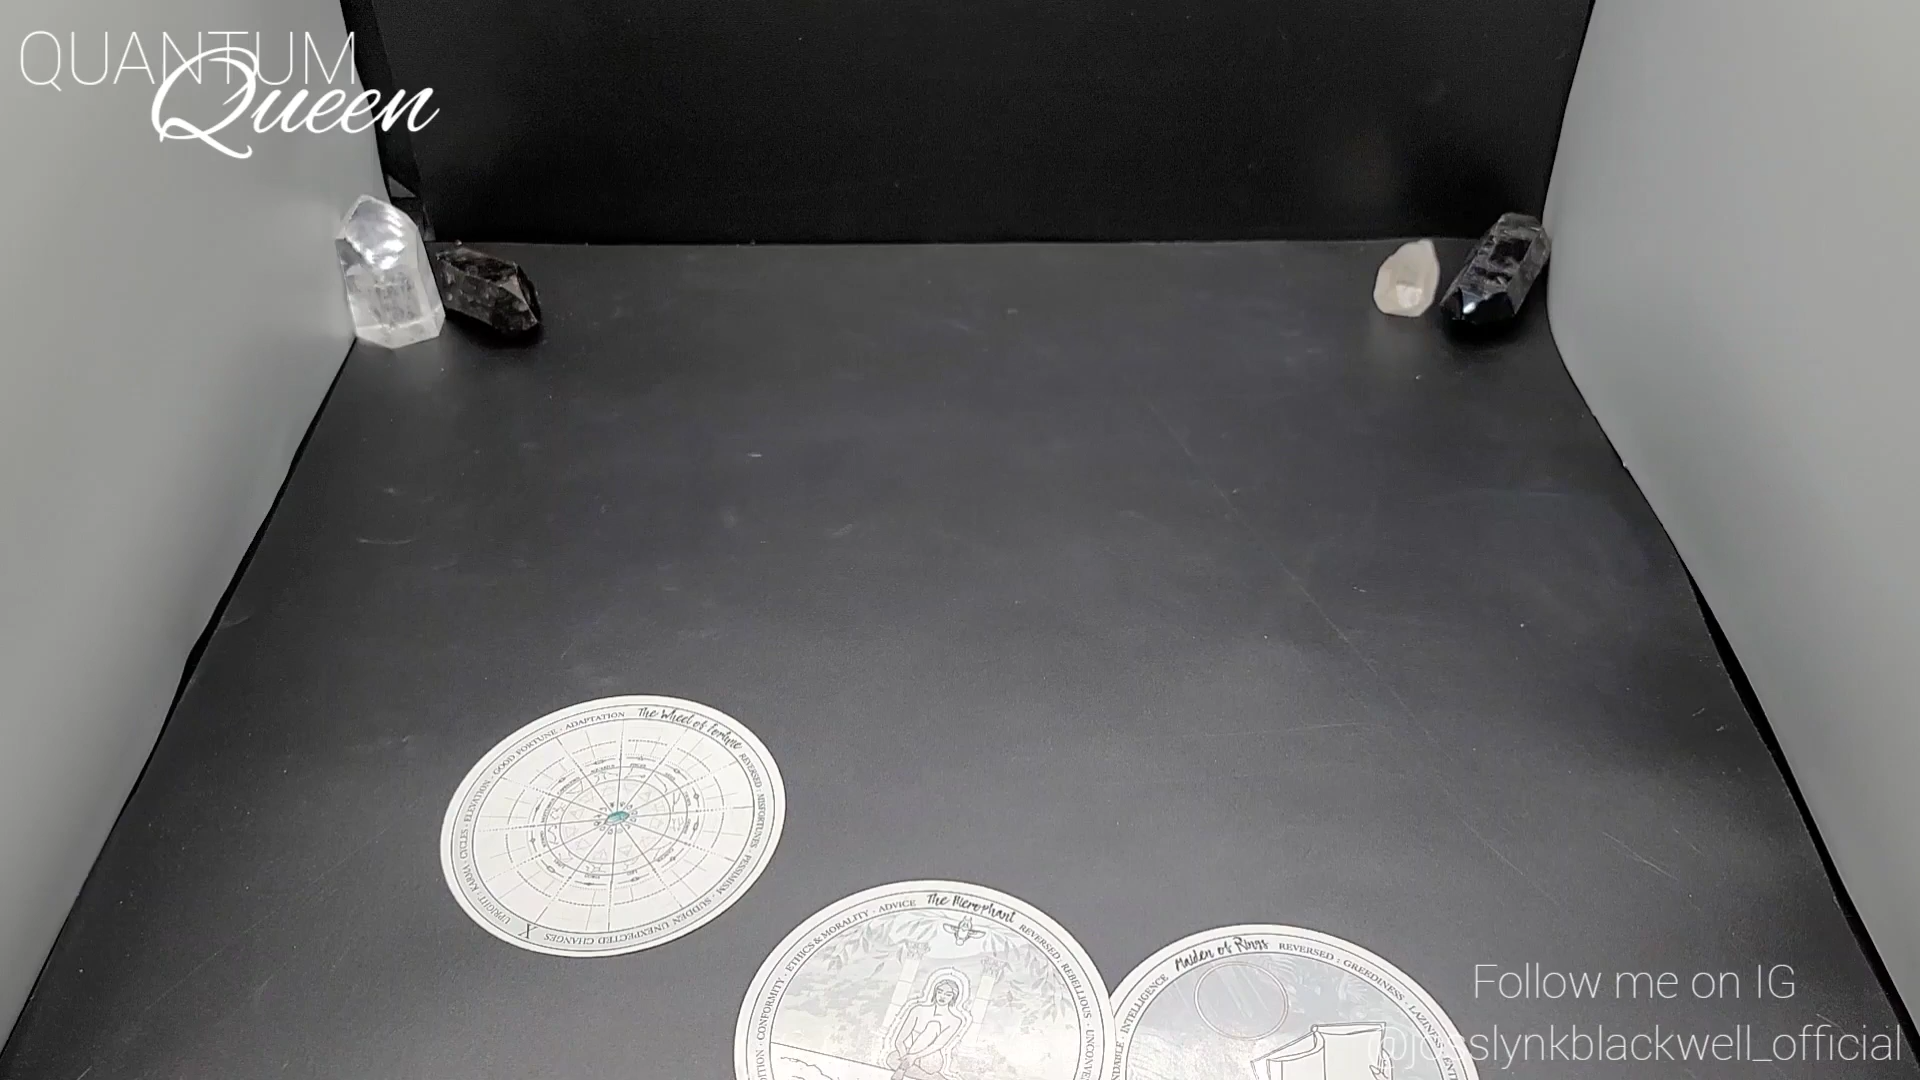 QUANTUM
Queen
The Wheel of Fortune
REVERSED : MISFORTUNES · PESSIMISM · SUDDEN UNEXPECTED CHANGES
X
UPRIGHT : KARMA · CYCLES · ELEVATION · GOOD FORTUNE · ADAPTATION
The Hierophant
REVERSED : REBELLIOUS
CONFORMITY · ETHICS & MORALITY · ADVICE
Maiden of Rings
REVERSED : GREEDINESS · LAZINESS
INTELLIGENCE
Follow me on IG
@josslynkblackwell_official